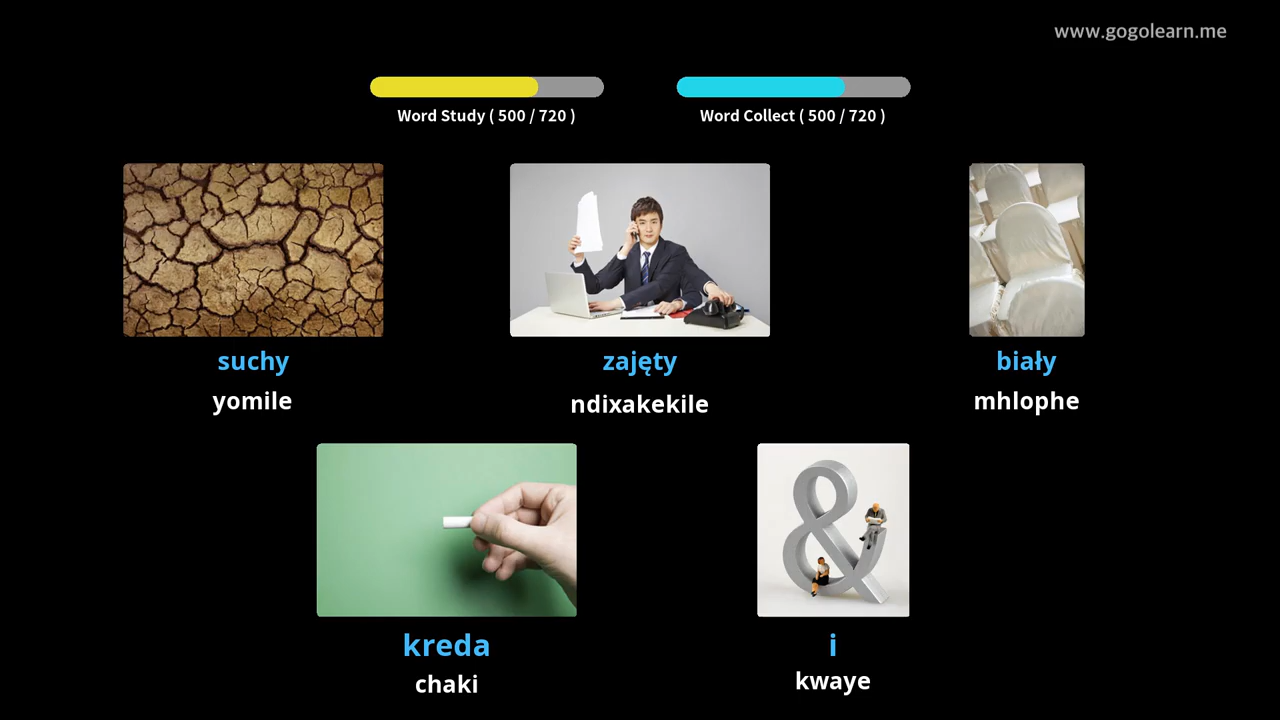 www.gogolearn.me
Word Study ( 500 / 720 )
Word Collect ( 500 / 720 )
suchy
yomile
zajęty
ndixakekile
biały
mhlophe
kreda
chaki
i
kwaye